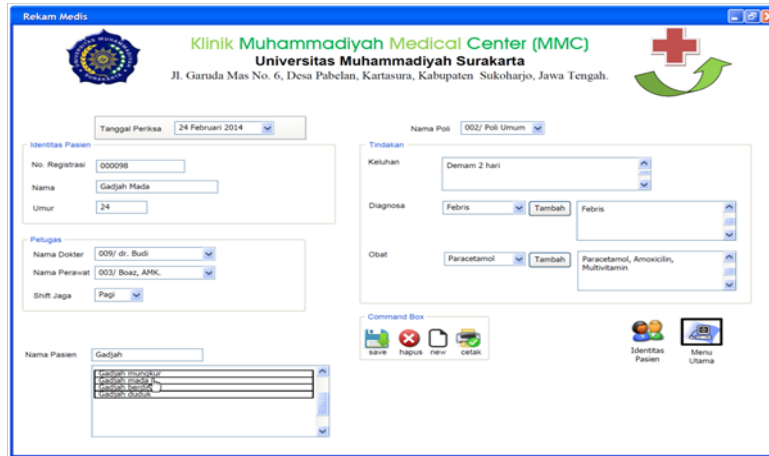 Rekam Medis
Klinik Muhammadiyah Medical Center (MMC)
Universitas Muhammadiyah Surakarta
Jl. Garuda Mas No. 6, Desa Pabelan, Kartasura, Kabupaten Sukoharjo, Jawa Tengah.
Tanggal Periksa 24 Februari 2014
Nama Poli 002/ Poli Umum
Identitas Pasien
No. Registrasi 000098
Nama Gadjah Mada
Umur 24
Tindakan
Keluhan Demam 2 hari
Diagnosa Febris Tambah Febris
Obat Paracetamol Tambah Paracetamol, Amoxicilin,
Multivitamin
Petugas
Nama Dokter 009/ dr. Budi
Nama Perawat 003/ Boaz, AMK.
Shift Jaga Pagi
Command Box
save hapus new cetak
Identitas
Pasien
Menu
Utama
Nama Pasien Gadjah
Gadjah mungkur
Gadjah mada
Gadjah berdiri
Gadjah duduk